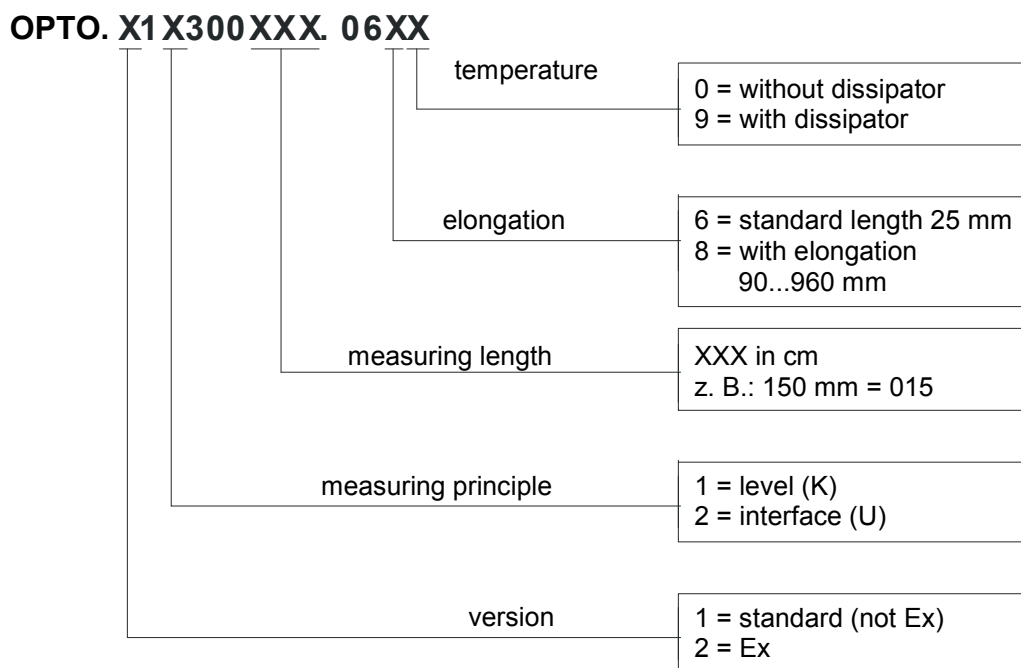 OPTO. X1X300XXX. 06XX
temperature
0 = without dissipator
9 = with dissipator
elongation
6 = standard length 25 mm
8 = with elongation
90...960 mm
measuring length
XXX in cm
z. B.: 150 mm = 015
measuring principle
1 = level (K)
2 = interface (U)
version
1 = standard (not Ex)
2 = Ex